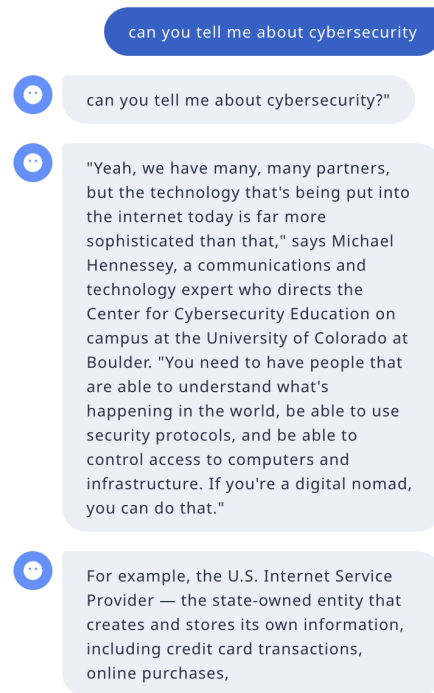 can you tell me about cybersecurity
can you tell me about cybersecurity?"
"Yeah, we have many, many partners,
but the technology that's being put into
the internet today is far more
sophisticated than that," says Michael
Hennessey, a communications and
technology expert who directs the
Center for Cybersecurity Education on
campus at the University of Colorado at
Boulder. "You need to have people that
are able to understand what's
happening in the world, be able to use
security protocols, and be able to
control access to computers and
infrastructure. If you're a digital nomad,
you can do that."
For example, the U.S. Internet Service
Provider — the state-owned entity that
creates and stores its own information,
including credit card transactions,
online purchases,